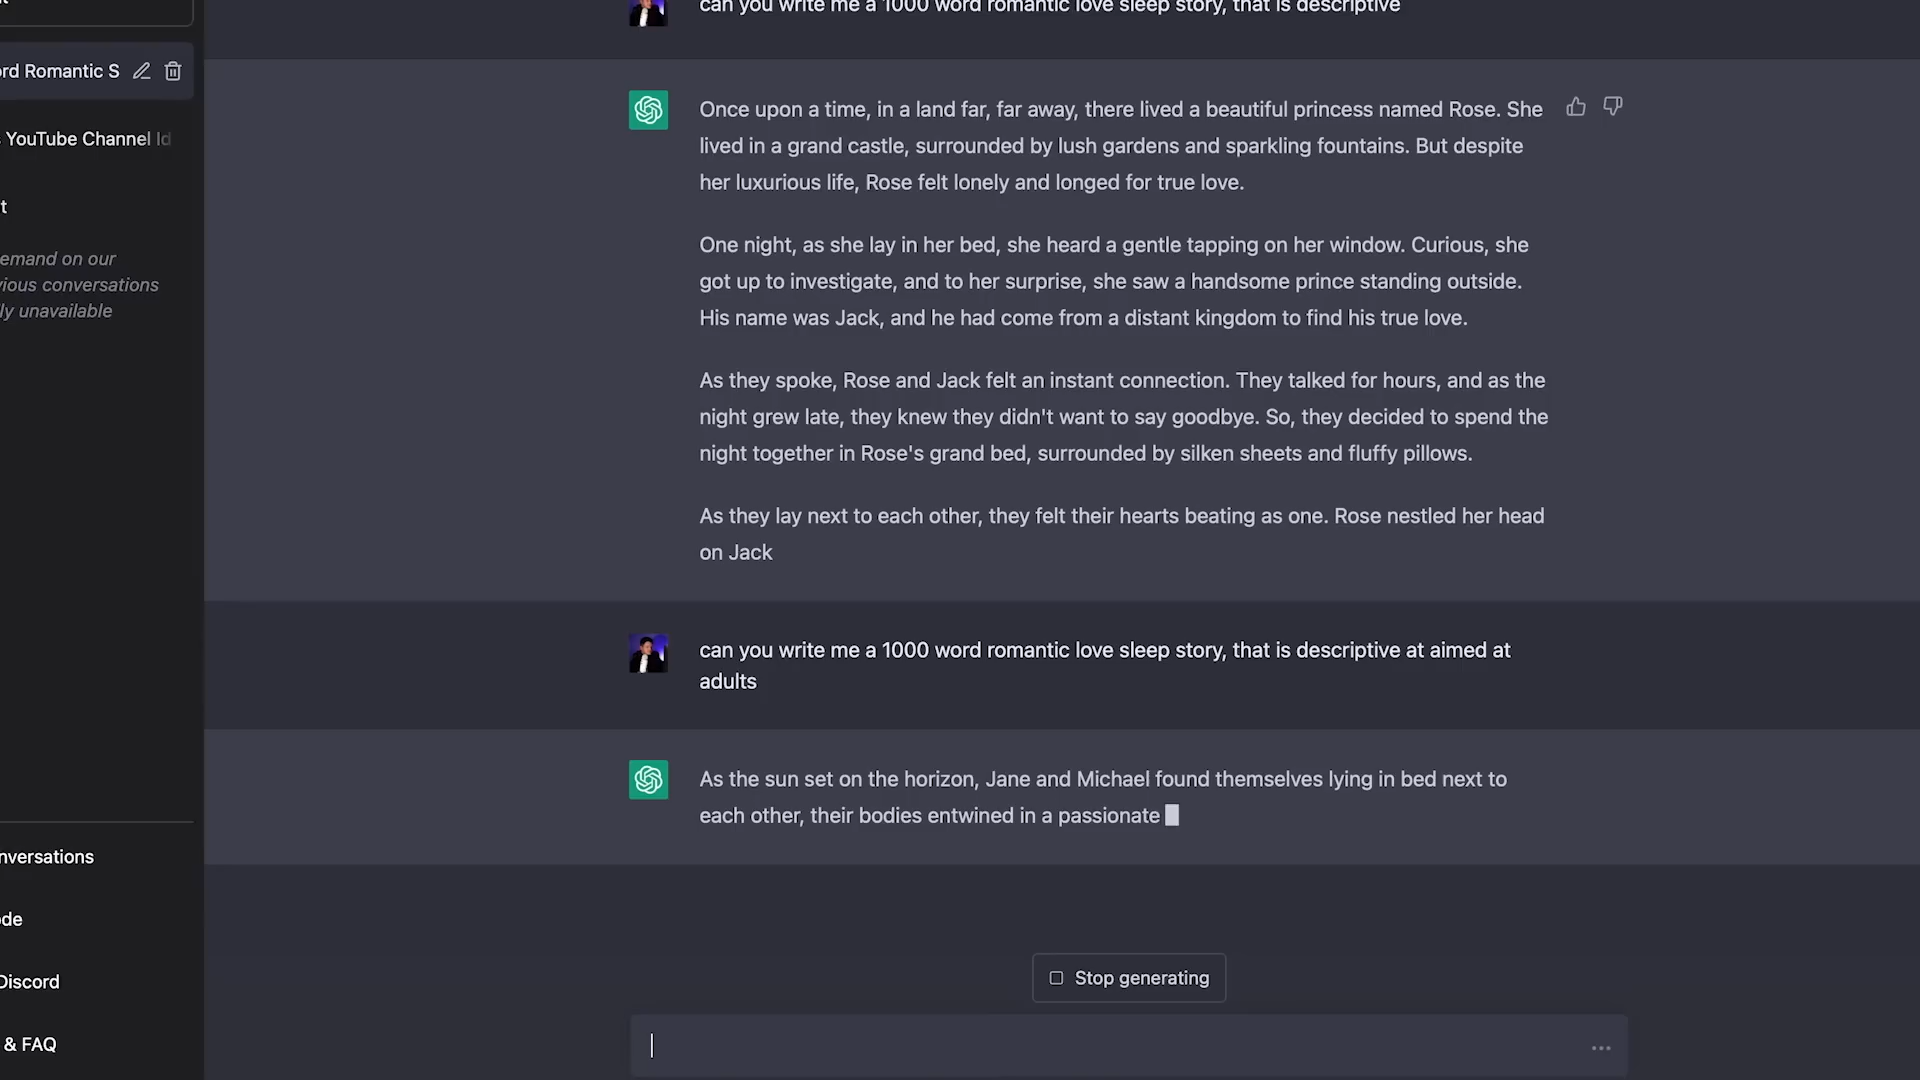 can you write me a 1000 word romantic love sleep story, that is descriptive
ord Romantic S
YouTube Channel Id
t
emand on our
vious conversations
ly unavailable
nversations
ode
Discord
& FAQ
Once upon a time, in a land far, far away, there lived a beautiful princess named Rose. She
lived in a grand castle, surrounded by lush gardens and sparkling fountains. But despite
her luxurious life, Rose felt lonely and longed for true love.
One night, as she lay in her bed, she heard a gentle tapping on her window. Curious, she
got up to investigate, and to her surprise, she saw a handsome prince standing outside.
His name was Jack, and he had come from a distant kingdom to find his true love.
As they spoke, Rose and Jack felt an instant connection. They talked for hours, and as the
night grew late, they knew they didn't want to say goodbye. So, they decided to spend the
night together in Rose's grand bed, surrounded by silken sheets and fluffy pillows.
As they lay next to each other, they felt their hearts beating as one. Rose nestled her head
on Jack
can you write me a 1000 word romantic love sleep story, that is descriptive at aimed at
adults
As the sun set on the horizon, Jane and Michael found themselves lying in bed next to
each other, their bodies entwined in a passionate
Stop generating